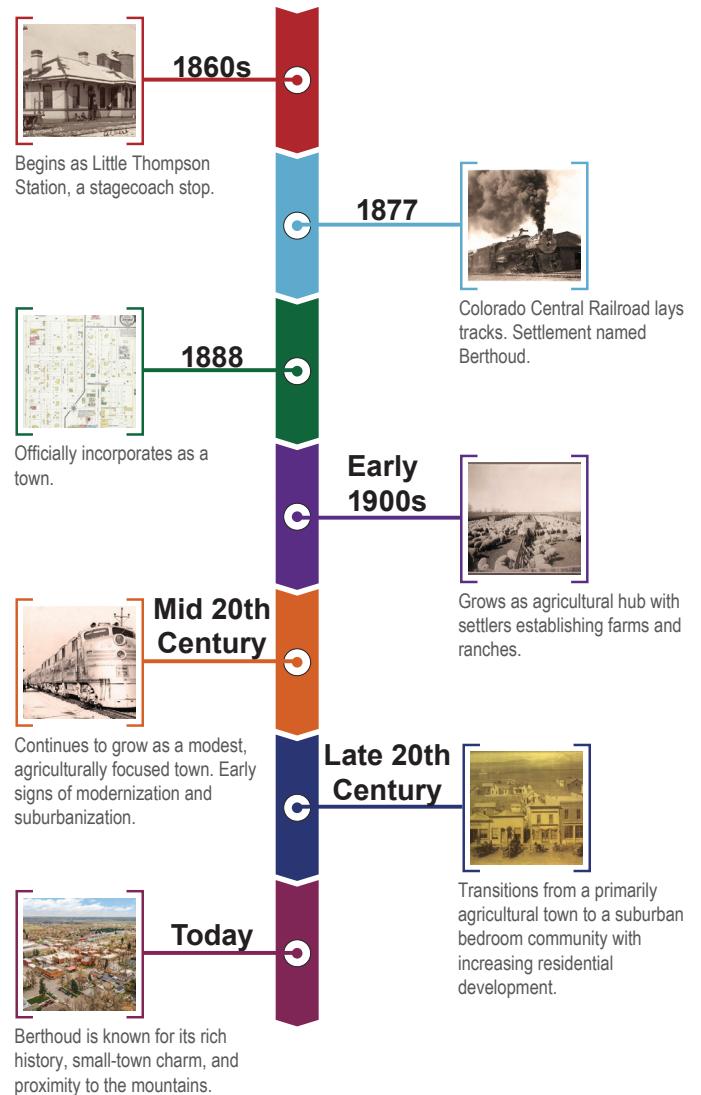 1860s
Begins as Little Thompson
Station, a stagecoach stop.
1877
Colorado Central Railroad lays
tracks. Settlement named
Berthoud.
1888
Officially incorporates as a
town.
Early
1900s
Grows as agricultural hub with
settlers establishing farms and
ranches.
Mid 20th
Century
Continues to grow as a modest,
agriculturally focused town. Early
signs of modernization and
suburbanization.
Late 20th
Century
Transitions from a primarily
agricultural town to a suburban
bedroom community with
increasing residential
development.
Today
Berthoud is known for its rich
history, small-town charm, and
proximity to the mountains.